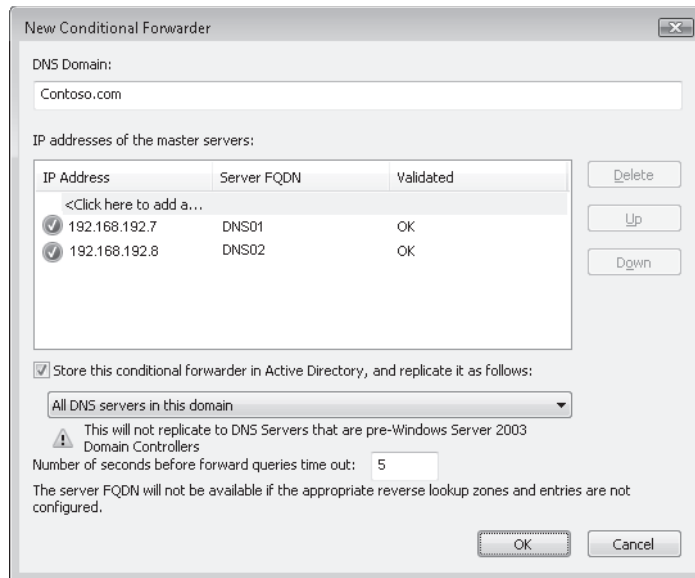 New Conditional Forwarder
DNS Domain:
Contoso.com
IP addresses of the master servers:
IP Address Server FQDN Validated
<Click here to add a...
192.168.192.7 DNS01 OK
192.168.192.8 DNS02 OK
Delete
Up
Down
Store this conditional forwarder in Active Directory, and replicate it as follows:
All DNS servers in this domain
This will not replicate to DNS Servers that are pre-Windows Server 2003
Domain Controllers
Number of seconds before forward queries time out: 5
The server FQDN will not be available if the appropriate reverse lookup zones and entries are not
configured.
OK Cancel